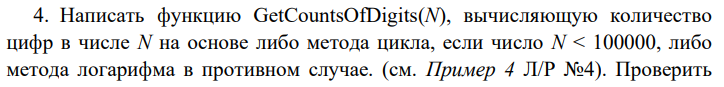 4. Написать функцию GetCountsOfDigits(N), вычисляющую количество
цифр в числе N на основе либо метода цикла, если число N < 100000, либо
метода логарифма в противном случае. (см. Пример 4 Л/Р №4). Проверить